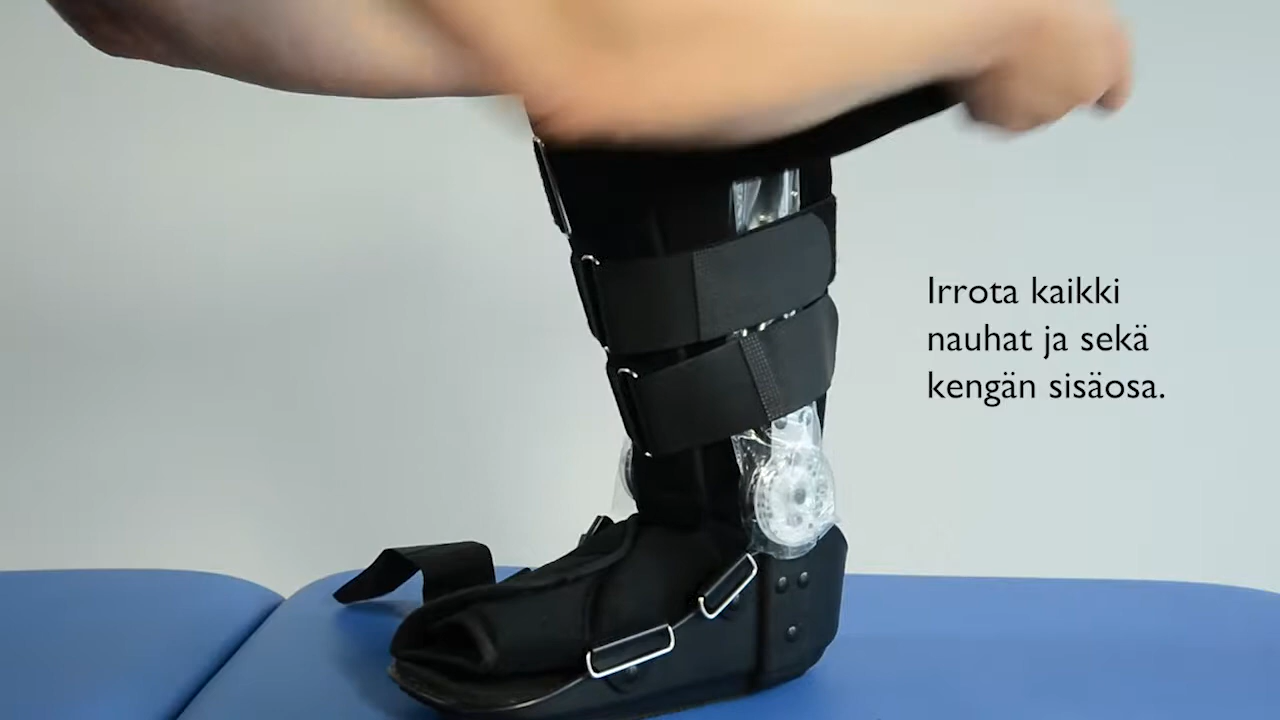 Irrota kaikki
nauhat ja sekä
kengän sisäosa.